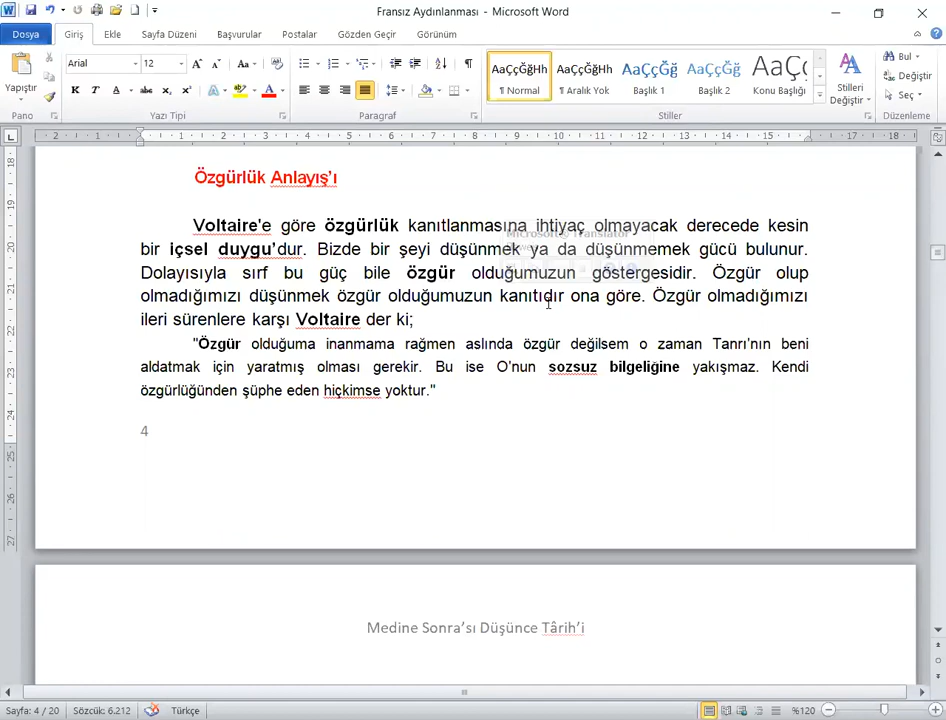 Fransız Aydınlanması - Microsoft Word
Dosya Giriş Ekle Sayfa Düzeni Başvurular Postalar Gözden Geçir Görünüm
Yapıştır
Pano
Arial 12
Yazı Tipi
Paragraf
AaÇçĞğHh AaÇçĞğHh AaÇçĞğ AaÇçĞğ AaÇç
¶ Normal ¶ Aralık Yok Başlık 1 Başlık 2 Konu Başlığı
Stilleri Değiştir
Stiller
Bul
Değiştir
Seç
Düzenleme
Özgürlük Anlayış’ı
Voltaire'e göre özgürlük kanıtlanmasına ihtiyaç olmayacak derecede kesin
bir içsel duygu’dur. Bizde bir şeyi düşünmek ya da düşünmemek gücü bulunur.
Dolayısıyla sırf bu güç bile özgür olduğumuzun göstergesidir. Özgür olup
olmadığımızı düşünmek özgür olduğumuzun kanıtıdır ona göre. Özgür olmadığımızı
ileri sürenlere karşı Voltaire der ki;
"Özgür olduğuma inanmama rağmen aslında özgür değilsem o zaman Tanrı’nın beni
aldatmak için yaratmış olması gerekir. Bu ise O’nun sozsuz bilgeliğine yakışmaz. Kendi
özgürlüğünden şüphe eden hiçkimse yoktur."
4
Medine Sonra’sı Düşünce Târih’i
Sayfa: 4 / 20 Sözcük: 6.212 Türkçe %120